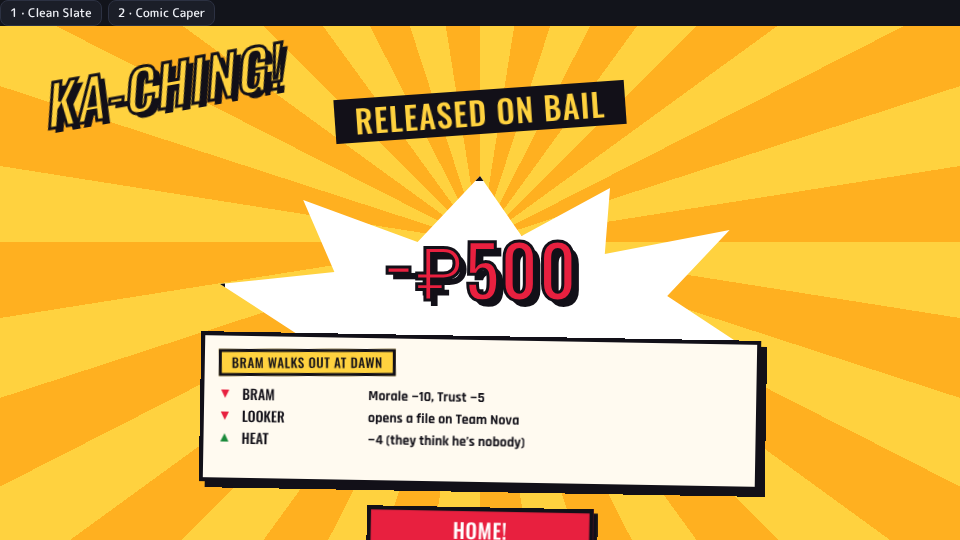 1 · Clean Slate
2 · Comic Caper
KA-CHING!
RELEASED ON BAIL
−₽500
BRAM WALKS OUT AT DAWN
▼ BRAM Morale −10, Trust −5
▼ LOOKER opens a file on Team Nova
▲ HEAT −4 (they think he's nobody)
HOME!